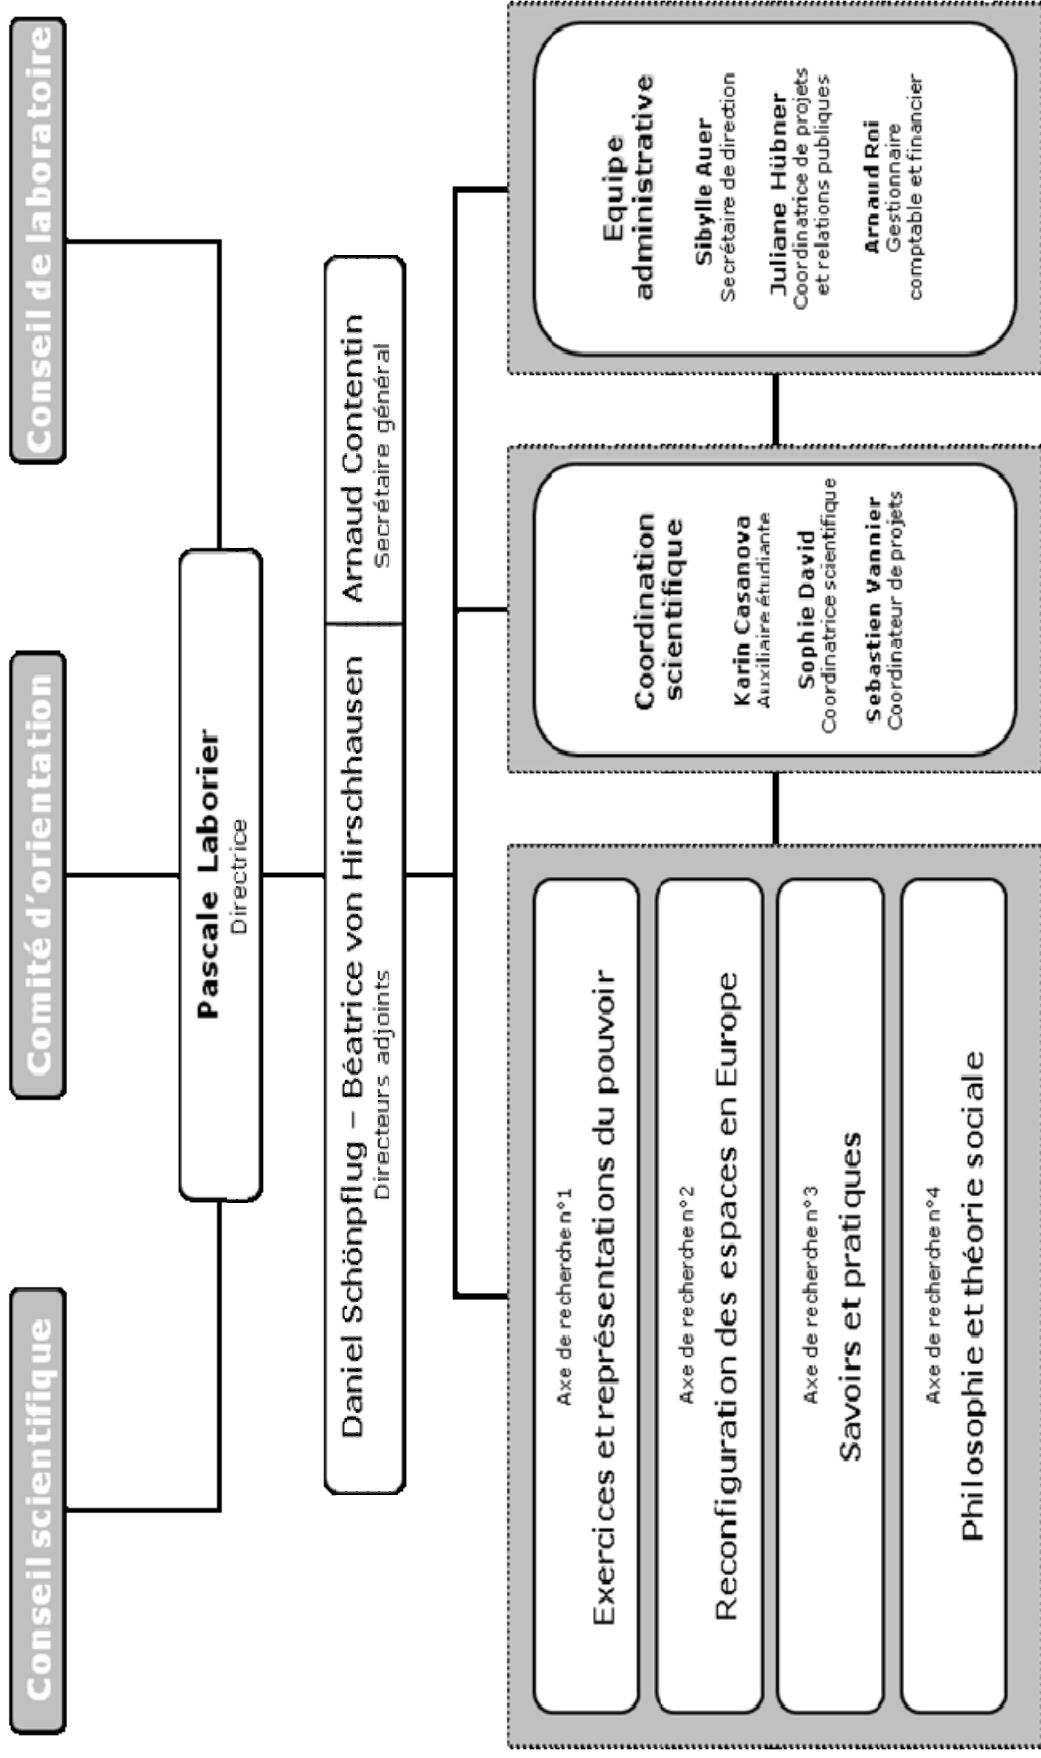 Conseil scientifique
Comité d'orientation
Conseil de laboratoire
Pascale Laborier
Directrice
Daniel Schönpflug – Béatrice von Hirschhausen
Directeurs adjoints
Arnaud Contentin
Secrétaire général
Axe de recherche n°1
Exercices et représentations du pouvoir
Axe de recherche n°2
Reconfiguration des espaces en Europe
Axe de recherche n°3
Savoirs et pratiques
Axe de recherche n°4
Philosophie et théorie sociale
Coordination
scientifique
Karin Casanova
Auxiliaire étudiante
Sophie David
Coordinatrice scientifique
Sebastien Vannier
Coordinateur de projets
Equipe
administrative
Sibylle Auer
Secrétaire de direction
Juliane Hübner
Coordinatrice de projets
et relations publiques
Arnaud Roi
Gestionnaire
comptable et financier